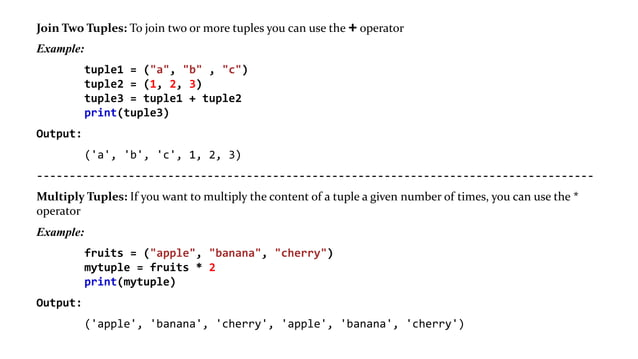 Join Two Tuples: To join two or more tuples you can use the + operator
Example:
tuple1 = ("a", "b" , "c")
tuple2 = (1, 2, 3)
tuple3 = tuple1 + tuple2
print(tuple3)
Output:
('a', 'b', 'c', 1, 2, 3)
-------------------------------------------------------------------------------------
Multiply Tuples: If you want to multiply the content of a tuple a given number of times, you can use the *
operator
Example:
fruits = ("apple", "banana", "cherry")
mytuple = fruits * 2
print(mytuple)
Output:
('apple', 'banana', 'cherry', 'apple', 'banana', 'cherry')